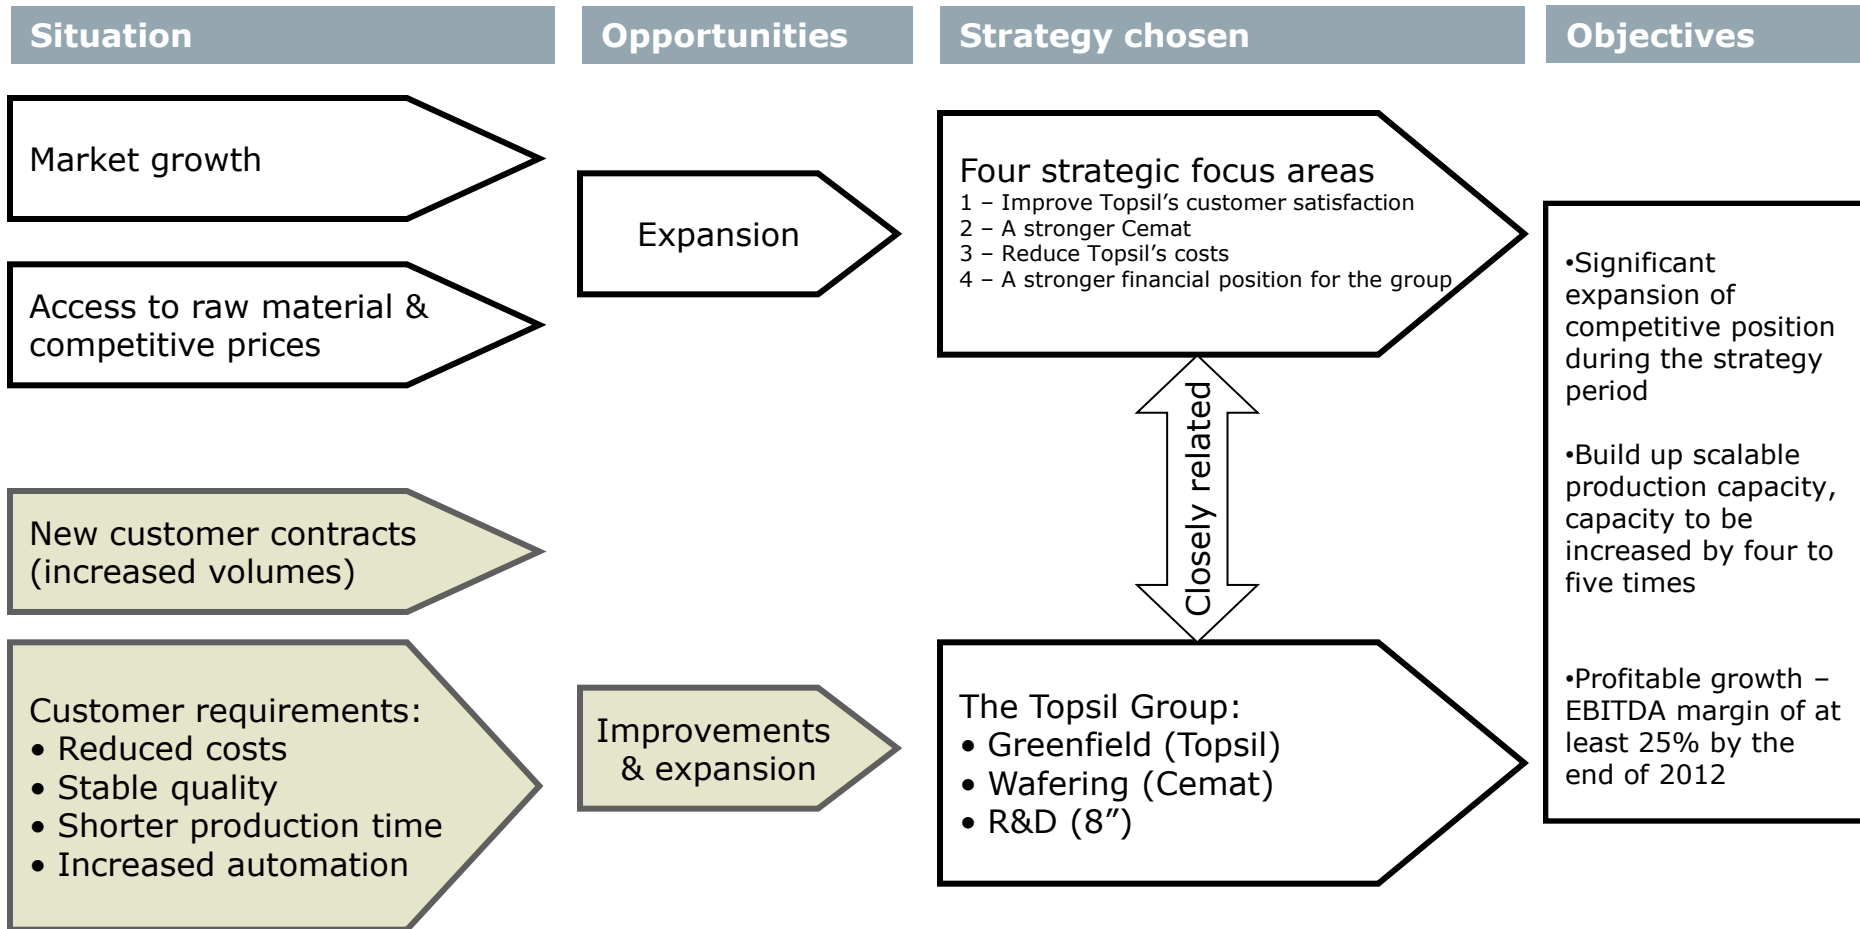 Situation
Opportunities
Strategy chosen
Objectives
Market growth
Access to raw material &
competitive prices
New customer contracts
(increased volumes)
Customer requirements:
• Reduced costs
• Stable quality
• Shorter production time
• Increased automation
Expansion
Improvements
& expansion
Four strategic focus areas
1 – Improve Topsil’s customer satisfaction
2 – A stronger Cemat
3 – Reduce Topsil’s costs
4 – A stronger financial position for the group
Closely related
The Topsil Group:
• Greenfield (Topsil)
• Wafering (Cemat)
• R&D (8”)
•Significant
expansion of
competitive position
during the strategy
period
•Build up scalable
production capacity,
capacity to be
increased by four to
five times
•Profitable growth –
EBITDA margin of at
least 25% by the
end of 2012